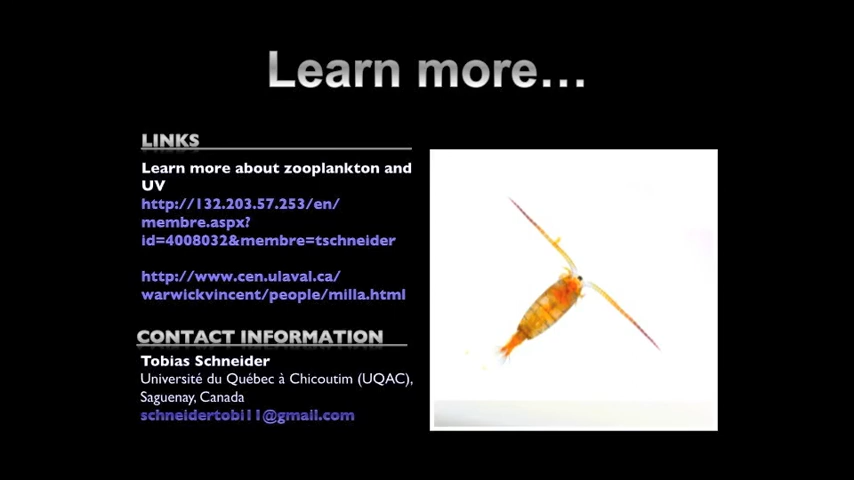 Learn more…
LINKS
Learn more about zooplankton and
UV
http://132.203.57.253/en/
membre.aspx?
id=4008032&membre=tschneider
http://www.cen.ulaval.ca/
warwickvincent/people/milla.html
CONTACT INFORMATION
Tobias Schneider
Université du Québec à Chicoutim (UQAC),
Saguenay, Canada
schneidertobi11@gmail.com